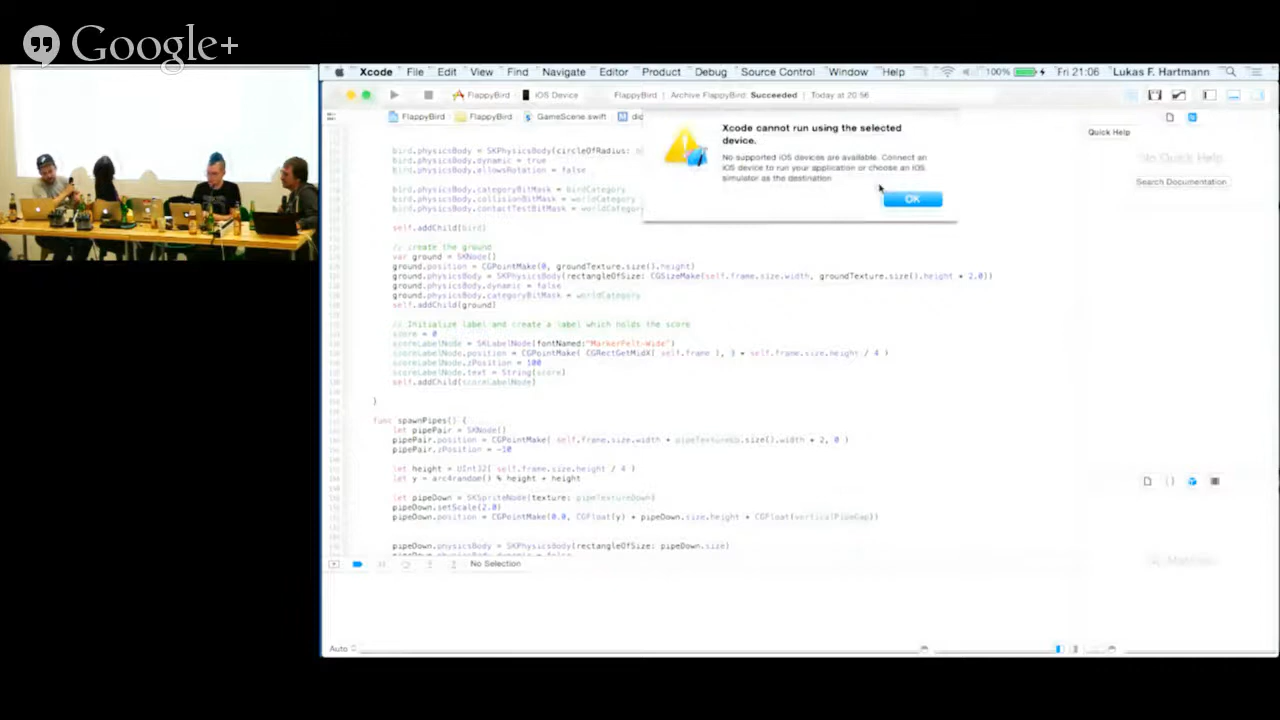 Google+
Xcode File Edit View Find Navigate Editor Product Debug Source Control Window Help 100% Fri 21:06 Lukas F. Hartmann
FlappyBird iOS Device FlappyBird Archive FlappyBird: Succeeded Today at 20:56
FlappyBird FlappyBird GameScene.swift M
Xcode cannot run using the selected
device.
No supported iOS devices are available. Connect an
iOS device to run your application or choose an iOS
simulator as the destination
OK
Quick Help
No Quick Help
Search Documentation
bird.physicsBody = SKPhysicsBody(circleOfRadius:
bird.physicsBody.dynamic = true
bird.physicsBody.allowsRotation = false
bird.physicsBody.categoryBitMask = birdCategory
bird.physicsBody.collisionBitMask = worldCategory
bird.physicsBody.contactTestBitMask = worldCategory
self.addChild(bird)
// create the ground
var ground = SKNode()
ground.position = CGPointMake(0, groundTexture.size().height)
ground.physicsBody = SKPhysicsBody(rectangleOfSize: CGSizeMake(self.frame.size.width, groundTexture.size().height * 2.0))
ground.physicsBody.dynamic = false
ground.physicsBody.categoryBitMask = worldCategory
self.addChild(ground)
// Initialize label and create a label which holds the score
score = 0
scoreLabelNode = SKLabelNode(fontNamed:"MarkerFelt-Wide")
scoreLabelNode.position = CGPointMake( CGRectGetMidX( self.frame ), 3 * self.frame.size.height / 4 )
scoreLabelNode.zPosition = 100
scoreLabelNode.text = String(score)
self.addChild(scoreLabelNode)
}
func spawnPipes() {
let pipePair = SKNode()
pipePair.position = CGPointMake( self.frame.size.width + pipeTextureUp.size().width * 2, 0 )
pipePair.zPosition = -10
let height = UInt32( self.frame.size.height / 4 )
let y = arc4random() % height + height
let pipeDown = SKSpriteNode(texture: pipeTextureDown)
pipeDown.setScale(2.0)
pipeDown.position = CGPointMake(0.0, CGFloat(y) + pipeDown.size.height + CGFloat(verticalPipeGap))
pipeDown.physicsBody = SKPhysicsBody(rectangleOfSize: pipeDown.size)
No Selection
Auto